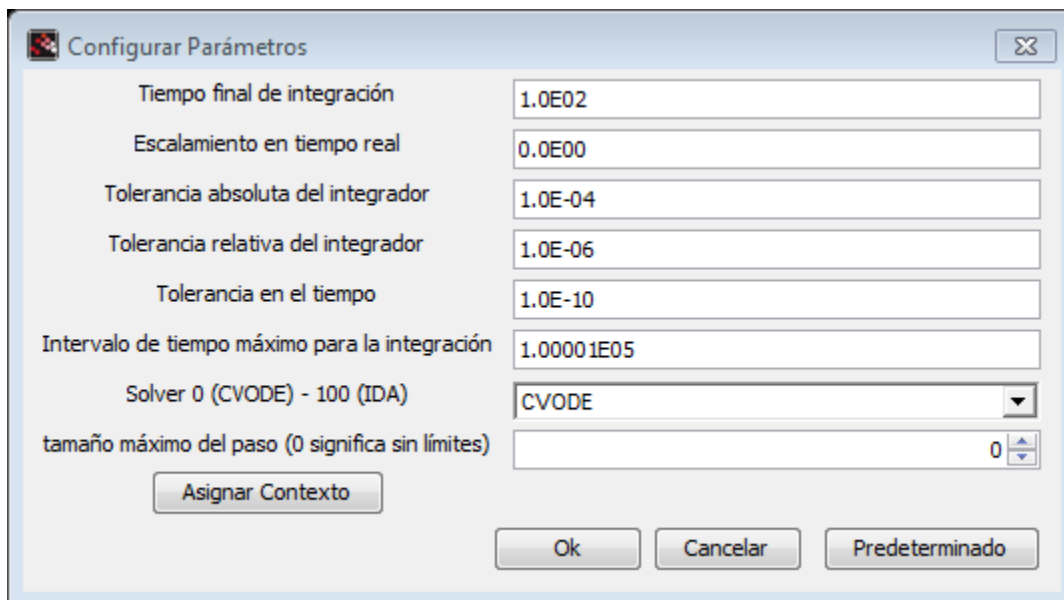 Configurar Parámetros
Tiempo final de integración 1.0E02
Escalamiento en tiempo real 0.0E00
Tolerancia absoluta del integrador 1.0E-04
Tolerancia relativa del integrador 1.0E-06
Tolerancia en el tiempo 1.0E-10
Intervalo de tiempo máximo para la integración 1.00001E05
Solver 0 (CVODE) - 100 (IDA) CVODE
tamaño máximo del paso (0 significa sin límites) 0
Asignar Contexto
Ok Cancelar Predeterminado